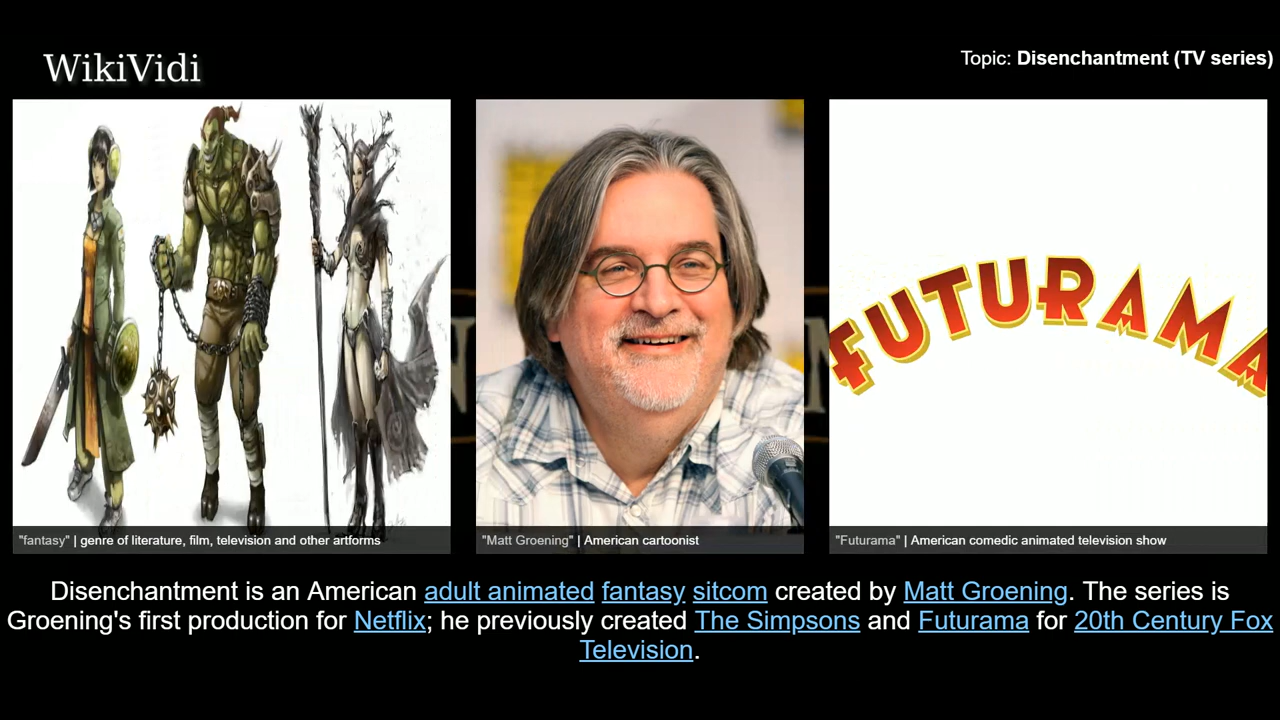 WikiVidi
Topic: Disenchantment (TV series)
FUTURAMA
"fantasy" | genre of literature, film, television and other artforms
"Matt Groening" | American cartoonist
"Futurama" | American comedic animated television show
Disenchantment is an American adult animated fantasy sitcom created by Matt Groening. The series is
Groening's first production for Netflix; he previously created The Simpsons and Futurama for 20th Century Fox
Television.